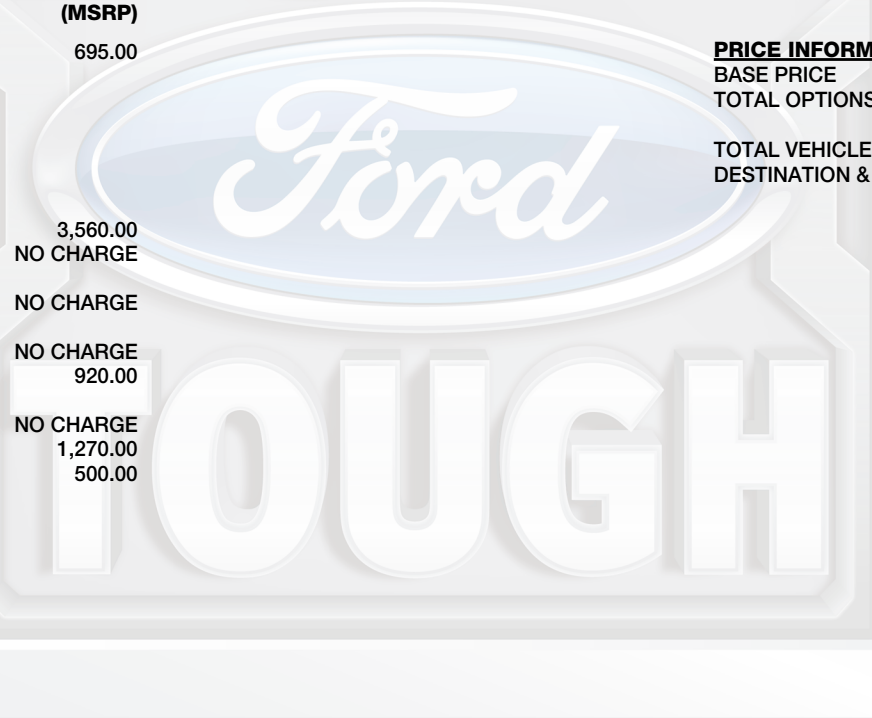 (MSRP)
695.00
3,560.00
NO CHARGE
NO CHARGE
NO CHARGE
920.00
NO CHARGE
1,270.00
500.00
PRICE INFORM
BASE PRICE
TOTAL OPTIONS
TOTAL VEHICLE
DESTINATION &
Ford
TOUGH